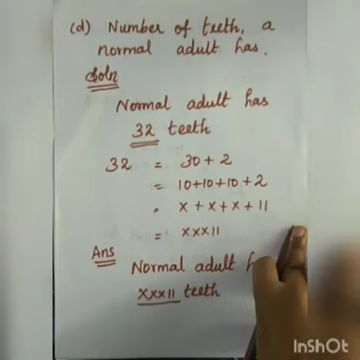 (d) Number of teeth, a
normal adult has.
Soln
Normal adult has
32 teeth
32 = 30 + 2
= 10+10+10+2
= X + X + X + II
= XXXII
Ans
Normal adult h
XXXII teeth
InShOt